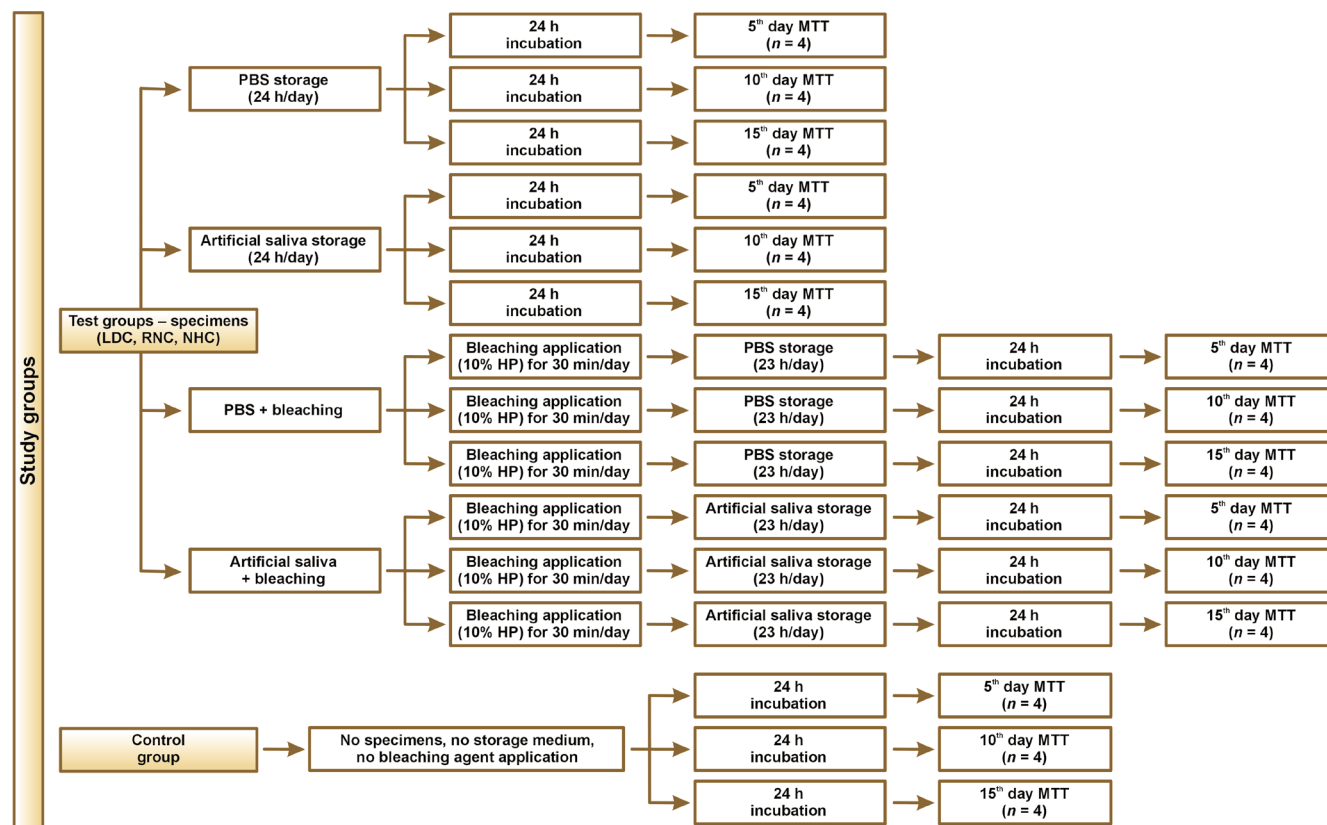 Study groups
Test groups – specimens
(LDC, RNC, NHC)
PBS storage
(24 h/day)
24 h
incubation
5th day MTT
(n = 4)
24 h
incubation
10th day MTT
(n = 4)
24 h
incubation
15th day MTT
(n = 4)
Artificial saliva storage
(24 h/day)
24 h
incubation
5th day MTT
(n = 4)
24 h
incubation
10th day MTT
(n = 4)
24 h
incubation
15th day MTT
(n = 4)
PBS + bleaching
Bleaching application
(10% HP) for 30 min/day
PBS storage
(23 h/day)
24 h
incubation
5th day MTT
(n = 4)
Bleaching application
(10% HP) for 30 min/day
PBS storage
(23 h/day)
24 h
incubation
10th day MTT
(n = 4)
Bleaching application
(10% HP) for 30 min/day
PBS storage
(23 h/day)
24 h
incubation
15th day MTT
(n = 4)
Artificial saliva
+ bleaching
Bleaching application
(10% HP) for 30 min/day
Artificial saliva storage
(23 h/day)
24 h
incubation
5th day MTT
(n = 4)
Bleaching application
(10% HP) for 30 min/day
Artificial saliva storage
(23 h/day)
24 h
incubation
10th day MTT
(n = 4)
Bleaching application
(10% HP) for 30 min/day
Artificial saliva storage
(23 h/day)
24 h
incubation
15th day MTT
(n = 4)
Control
group
No specimens, no storage medium,
no bleaching agent application
24 h
incubation
5th day MTT
(n = 4)
24 h
incubation
10th day MTT
(n = 4)
24 h
incubation
15th day MTT
(n = 4)